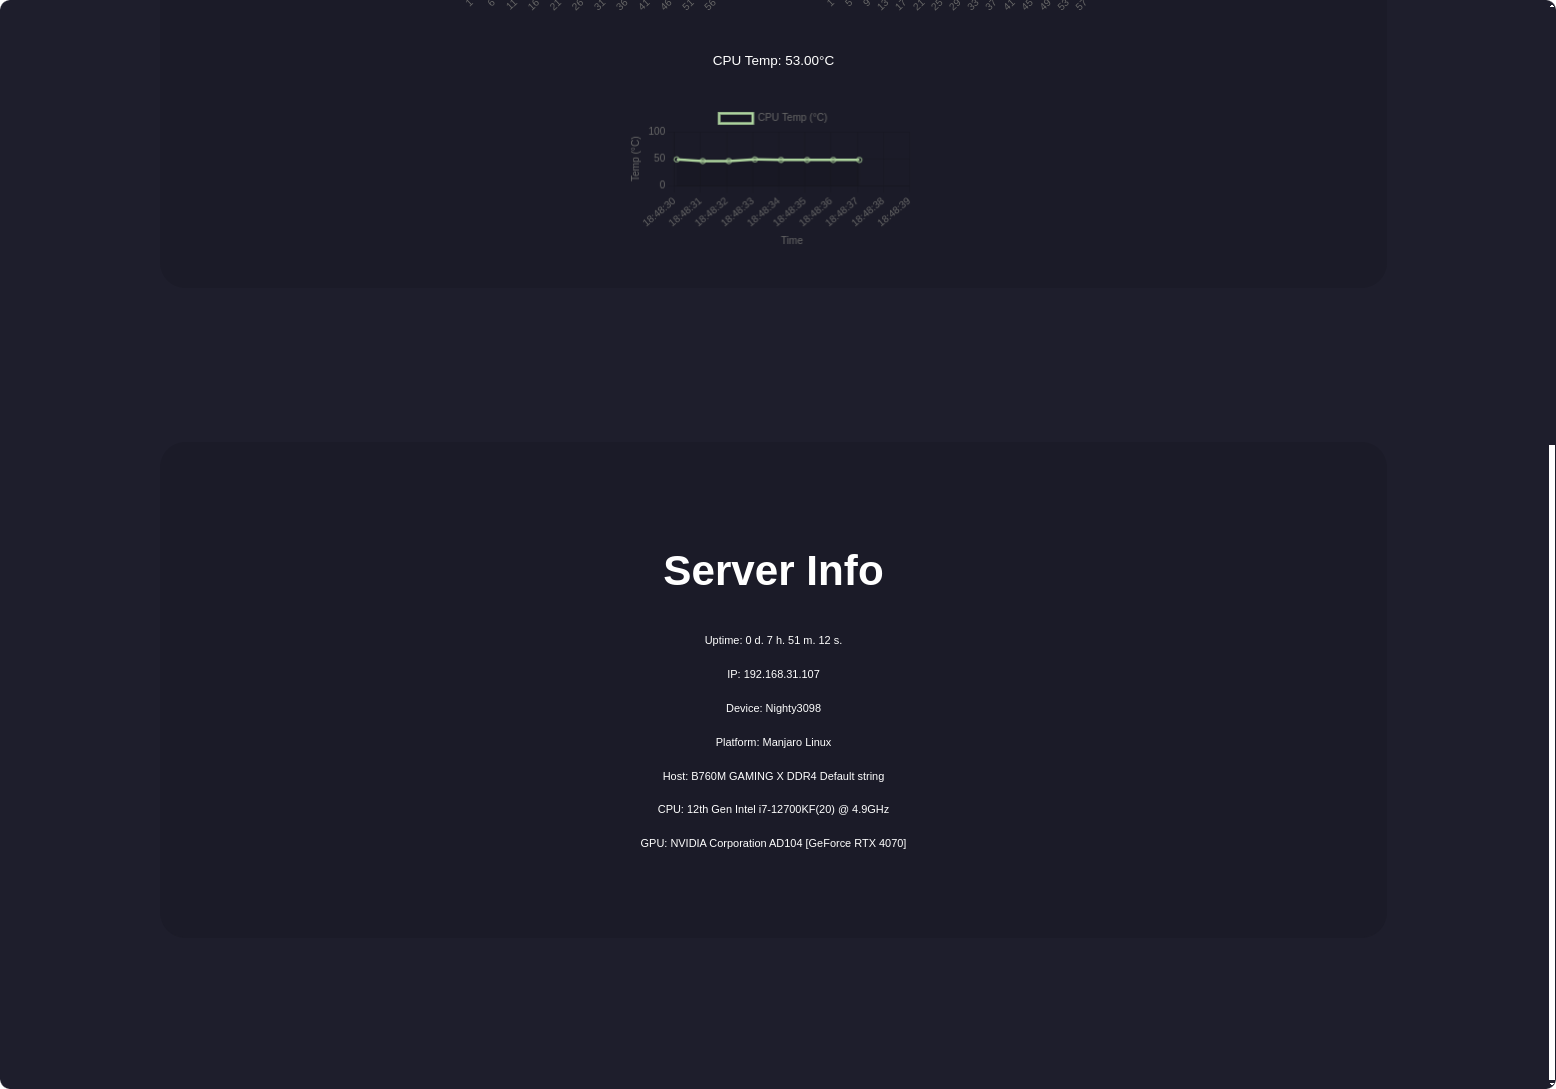 1 6 11 16 21 26 31 36 41 46 51 56 1 5 9 13 17 21 25 29 33 37 41 45 49 53 57
CPU Temp: 53.00°C
CPU Temp (°C)
Temp (°C)
100
50
0
18:48:30 18:48:31 18:48:32 18:48:33 18:48:34 18:48:35 18:48:36 18:48:37 18:48:38 18:48:39
Time
Server Info
Uptime: 0 d. 7 h. 51 m. 12 s.
IP: 192.168.31.107
Device: Nighty3098
Platform: Manjaro Linux
Host: B760M GAMING X DDR4 Default string
CPU: 12th Gen Intel i7-12700KF(20) @ 4.9GHz
GPU: NVIDIA Corporation AD104 [GeForce RTX 4070]